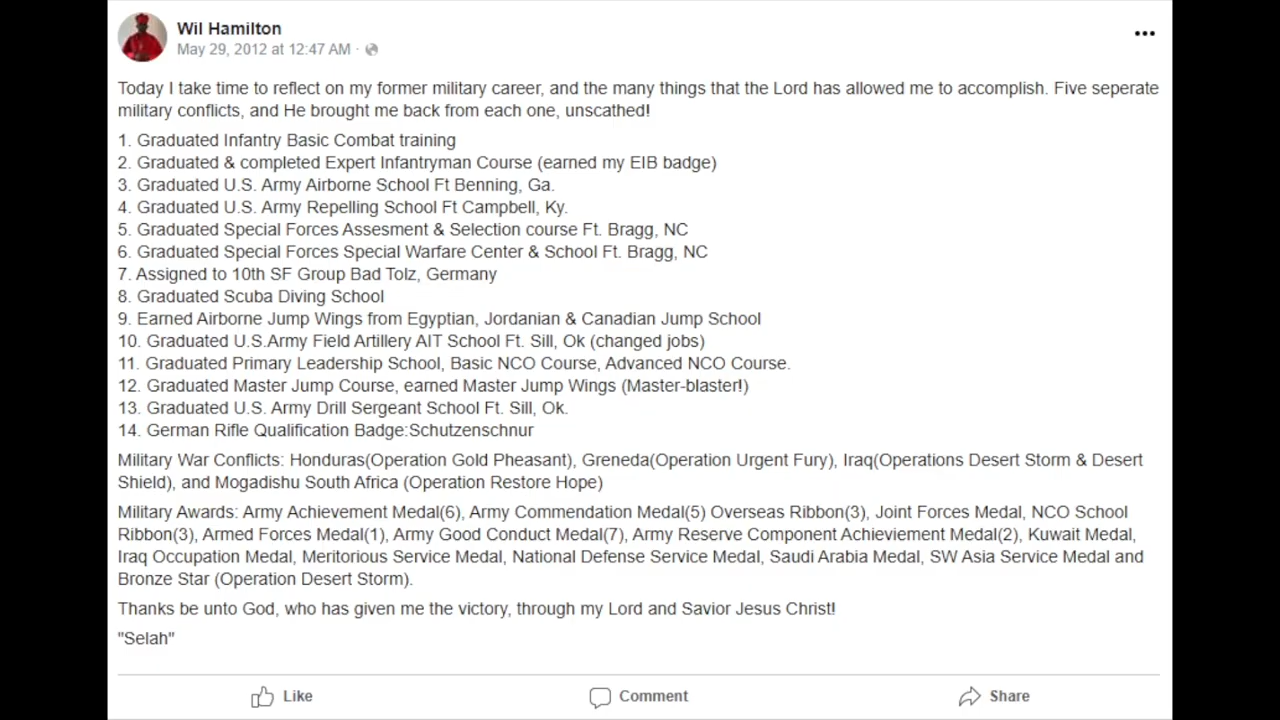 Wil Hamilton
May 29, 2012 at 12:47 AM ·
Today I take time to reflect on my former military career, and the many things that the Lord has allowed me to accomplish. Five seperate
military conflicts, and He brought me back from each one, unscathed!
1. Graduated Infantry Basic Combat training
2. Graduated & completed Expert Infantryman Course (earned my EIB badge)
3. Graduated U.S. Army Airborne School Ft Benning, Ga.
4. Graduated U.S. Army Repelling School Ft Campbell, Ky.
5. Graduated Special Forces Assesment & Selection course Ft. Bragg, NC
6. Graduated Special Forces Special Warfare Center & School Ft. Bragg, NC
7. Assigned to 10th SF Group Bad Tolz, Germany
8. Graduated Scuba Diving School
9. Earned Airborne Jump Wings from Egyptian, Jordanian & Canadian Jump School
10. Graduated U.S.Army Field Artillery AIT School Ft. Sill, Ok (changed jobs)
11. Graduated Primary Leadership School, Basic NCO Course, Advanced NCO Course.
12. Graduated Master Jump Course, earned Master Jump Wings (Master-blaster!)
13. Graduated U.S. Army Drill Sergeant School Ft. Sill, Ok.
14. German Rifle Qualification Badge:Schutzenschnur
Military War Conflicts: Honduras(Operation Gold Pheasant), Greneda(Operation Urgent Fury), Iraq(Operations Desert Storm & Desert
Shield), and Mogadishu South Africa (Operation Restore Hope)
Military Awards: Army Achievement Medal(6), Army Commendation Medal(5) Overseas Ribbon(3), Joint Forces Medal, NCO School
Ribbon(3), Armed Forces Medal(1), Army Good Conduct Medal(7), Army Reserve Component Achieviement Medal(2), Kuwait Medal,
Iraq Occupation Medal, Meritorious Service Medal, National Defense Service Medal, Saudi Arabia Medal, SW Asia Service Medal and
Bronze Star (Operation Desert Storm).
Thanks be unto God, who has given me the victory, through my Lord and Savior Jesus Christ!
"Selah"
Like
Comment
Share